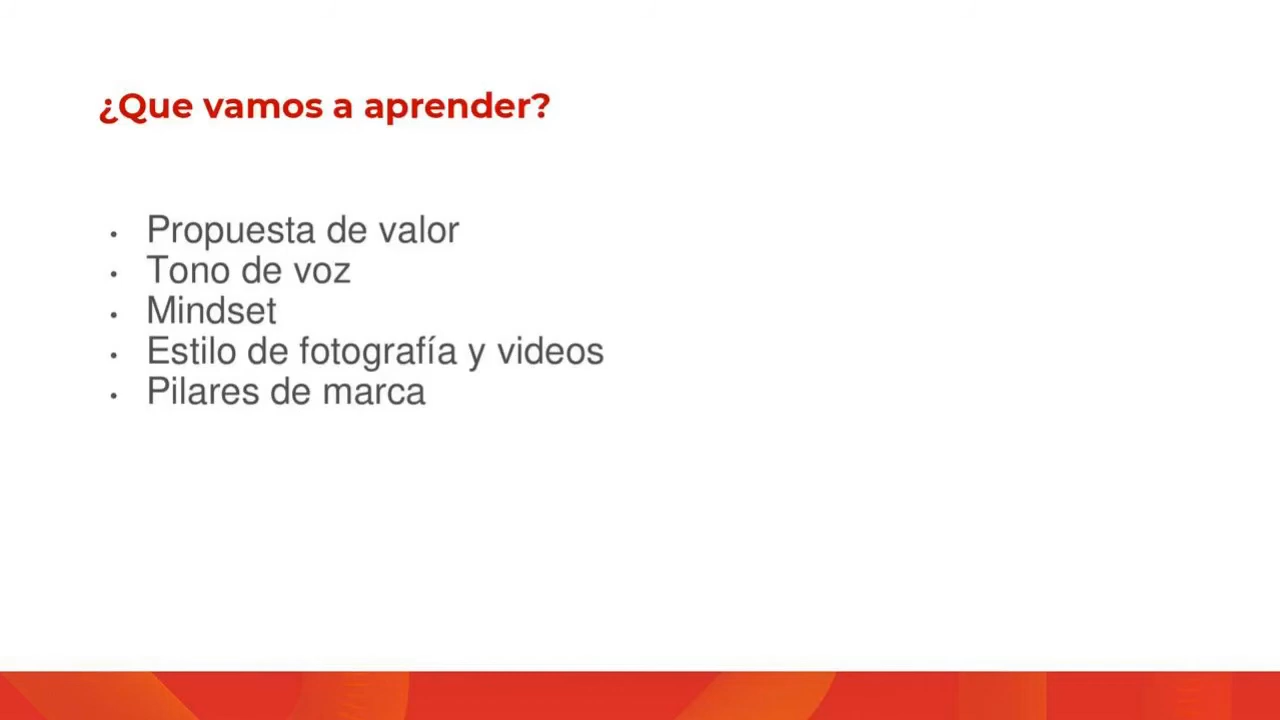 ¿Que vamos a aprender?
• Propuesta de valor
• Tono de voz
• Mindset
• Estilo de fotografía y videos
• Pilares de marca